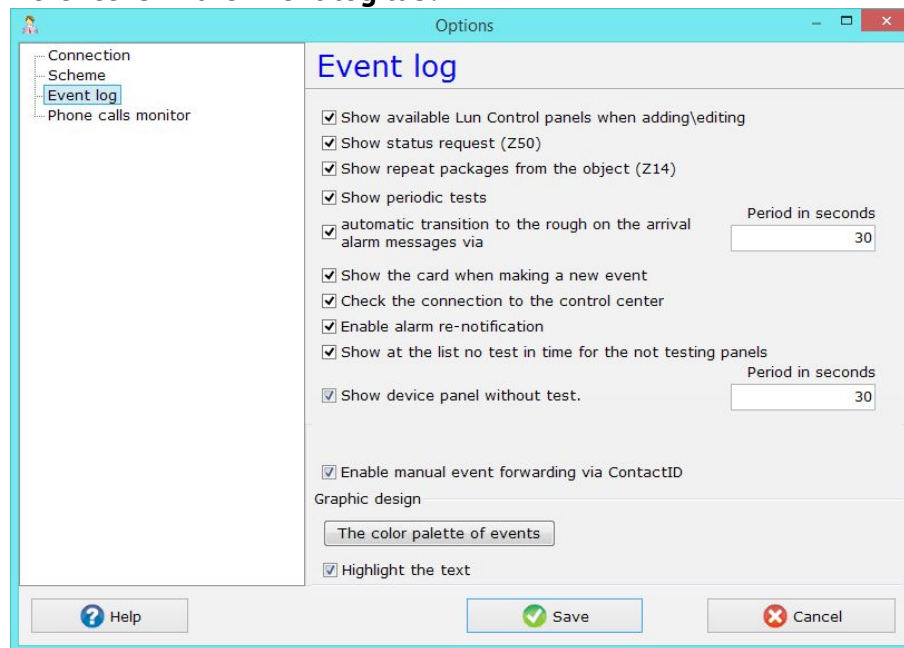 Options
Connection
Scheme
Event log
Phone calls monitor
Event log
Show available Lun Control panels when adding\editing
Show status request (Z50)
Show repeat packages from the object (Z14)
Show periodic tests
Period in seconds
automatic transition to the rough on the arrival
alarm messages via
30
Show the card when making a new event
Check the connection to the control center
Enable alarm re-notification
Show at the list no test in time for the not testing panels
Period in seconds
Show device panel without test.
30
Enable manual event forwarding via ContactID
Graphic design
The color palette of events
Highlight the text
Help
Save
Cancel